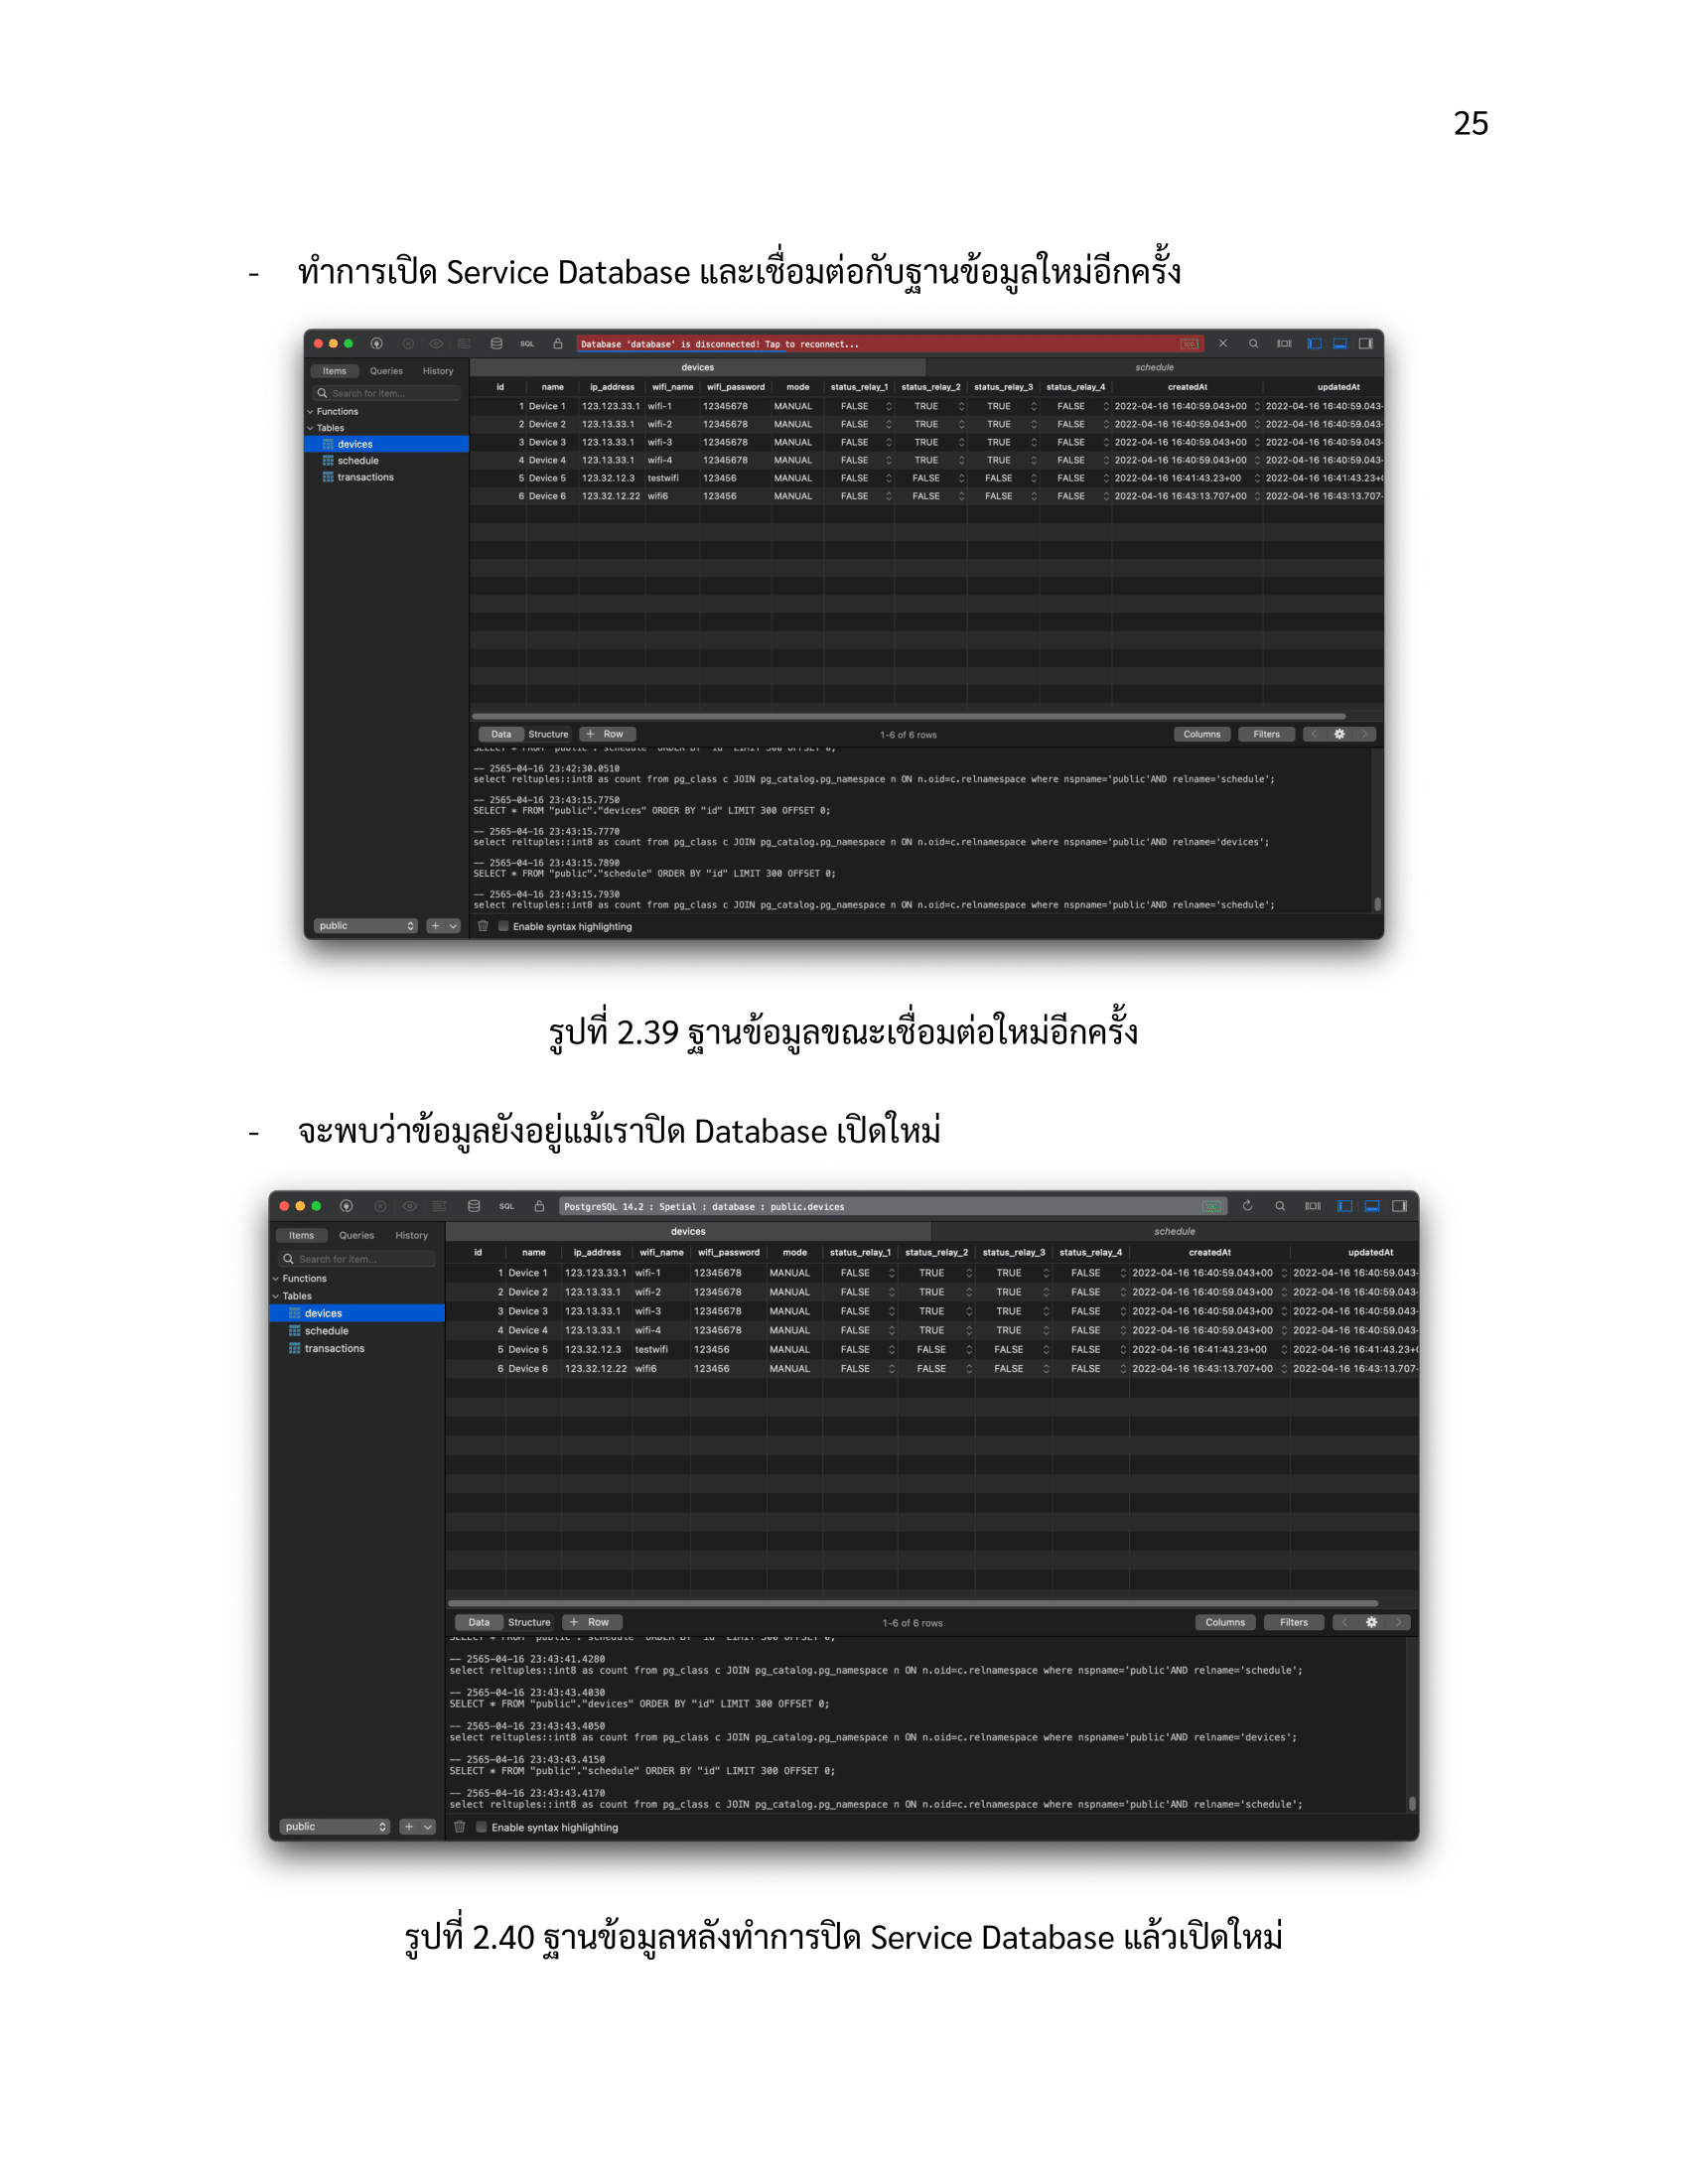 25
- ทำการเปิด Service Database และเชื่อมต่อกับฐานข้อมูลใหม่อีกครั้ง
SQL Database 'database' is disconnected! Tap to reconnect...
Items Queries History devices schedule
Search for item... id name ip_address wifi_name wifi_password mode status_relay_1 status_relay_2 status_relay_3 status_relay_4 createdAt updatedAt
Functions
Tables
devices
schedule
transactions
1 Device 1 123.123.33.1 wifi-1 12345678 MANUAL FALSE TRUE TRUE FALSE 2022-04-16 16:40:59.043+00 2022-04-16 16:40:59.043-
2 Device 2 123.13.33.1 wifi-2 12345678 MANUAL FALSE TRUE TRUE FALSE 2022-04-16 16:40:59.043+00 2022-04-16 16:40:59.043-
3 Device 3 123.13.33.1 wifi-3 12345678 MANUAL FALSE TRUE TRUE FALSE 2022-04-16 16:40:59.043+00 2022-04-16 16:40:59.043-
4 Device 4 123.13.33.1 wifi-4 12345678 MANUAL FALSE TRUE TRUE FALSE 2022-04-16 16:40:59.043+00 2022-04-16 16:40:59.043-
5 Device 5 123.32.12.3 testwifi 123456 MANUAL FALSE FALSE FALSE FALSE 2022-04-16 16:41:43.23+00 2022-04-16 16:41:43.23+
6 Device 6 123.32.12.22 wifi6 123456 MANUAL FALSE FALSE FALSE FALSE 2022-04-16 16:43:13.707+00 2022-04-16 16:43:13.707-
Data Structure + Row 1-6 of 6 rows Columns Filters
SELECT * FROM "public"."schedule" ORDER BY "id" LIMIT 300 OFFSET 0;
-- 2565-04-16 23:42:30.0510
select reltuples::int8 as count from pg_class c JOIN pg_catalog.pg_namespace n ON n.oid=c.relnamespace where nspname='public'AND relname='schedule';
-- 2565-04-16 23:43:15.7750
SELECT * FROM "public"."devices" ORDER BY "id" LIMIT 300 OFFSET 0;
-- 2565-04-16 23:43:15.7770
select reltuples::int8 as count from pg_class c JOIN pg_catalog.pg_namespace n ON n.oid=c.relnamespace where nspname='public'AND relname='devices';
-- 2565-04-16 23:43:15.7890
SELECT * FROM "public"."schedule" ORDER BY "id" LIMIT 300 OFFSET 0;
-- 2565-04-16 23:43:15.7930
select reltuples::int8 as count from pg_class c JOIN pg_catalog.pg_namespace n ON n.oid=c.relnamespace where nspname='public'AND relname='schedule';
public + Enable syntax highlighting
รูปที่ 2.39 ฐานข้อมูลขณะเชื่อมต่อใหม่อีกครั้ง
- จะพบว่าข้อมูลยังอยู่แม้เราปิด Database เปิดใหม่
SQL PostgreSQL 14.2 : Spetial : database : public.devices
Items Queries History devices schedule
Search for item... id name ip_address wifi_name wifi_password mode status_relay_1 status_relay_2 status_relay_3 status_relay_4 createdAt updatedAt
Functions
Tables
devices
schedule
transactions
1 Device 1 123.123.33.1 wifi-1 12345678 MANUAL FALSE TRUE TRUE FALSE 2022-04-16 16:40:59.043+00 2022-04-16 16:40:59.043-
2 Device 2 123.13.33.1 wifi-2 12345678 MANUAL FALSE TRUE TRUE FALSE 2022-04-16 16:40:59.043+00 2022-04-16 16:40:59.043-
3 Device 3 123.13.33.1 wifi-3 12345678 MANUAL FALSE TRUE TRUE FALSE 2022-04-16 16:40:59.043+00 2022-04-16 16:40:59.043-
4 Device 4 123.13.33.1 wifi-4 12345678 MANUAL FALSE TRUE TRUE FALSE 2022-04-16 16:40:59.043+00 2022-04-16 16:40:59.043-
5 Device 5 123.32.12.3 testwifi 123456 MANUAL FALSE FALSE FALSE FALSE 2022-04-16 16:41:43.23+00 2022-04-16 16:41:43.23+
6 Device 6 123.32.12.22 wifi6 123456 MANUAL FALSE FALSE FALSE FALSE 2022-04-16 16:43:13.707+00 2022-04-16 16:43:13.707-
Data Structure + Row 1-6 of 6 rows Columns Filters
SELECT * FROM "public"."schedule" ORDER BY "id" LIMIT 300 OFFSET 0;
-- 2565-04-16 23:43:41.4280
select reltuples::int8 as count from pg_class c JOIN pg_catalog.pg_namespace n ON n.oid=c.relnamespace where nspname='public'AND relname='schedule';
-- 2565-04-16 23:43:43.4030
SELECT * FROM "public"."devices" ORDER BY "id" LIMIT 300 OFFSET 0;
-- 2565-04-16 23:43:43.4050
select reltuples::int8 as count from pg_class c JOIN pg_catalog.pg_namespace n ON n.oid=c.relnamespace where nspname='public'AND relname='devices';
-- 2565-04-16 23:43:43.4150
SELECT * FROM "public"."schedule" ORDER BY "id" LIMIT 300 OFFSET 0;
-- 2565-04-16 23:43:43.4170
select reltuples::int8 as count from pg_class c JOIN pg_catalog.pg_namespace n ON n.oid=c.relnamespace where nspname='public'AND relname='schedule';
public + Enable syntax highlighting
รูปที่ 2.40 ฐานข้อมูลหลังทำการปิด Service Database แล้วเปิดใหม่